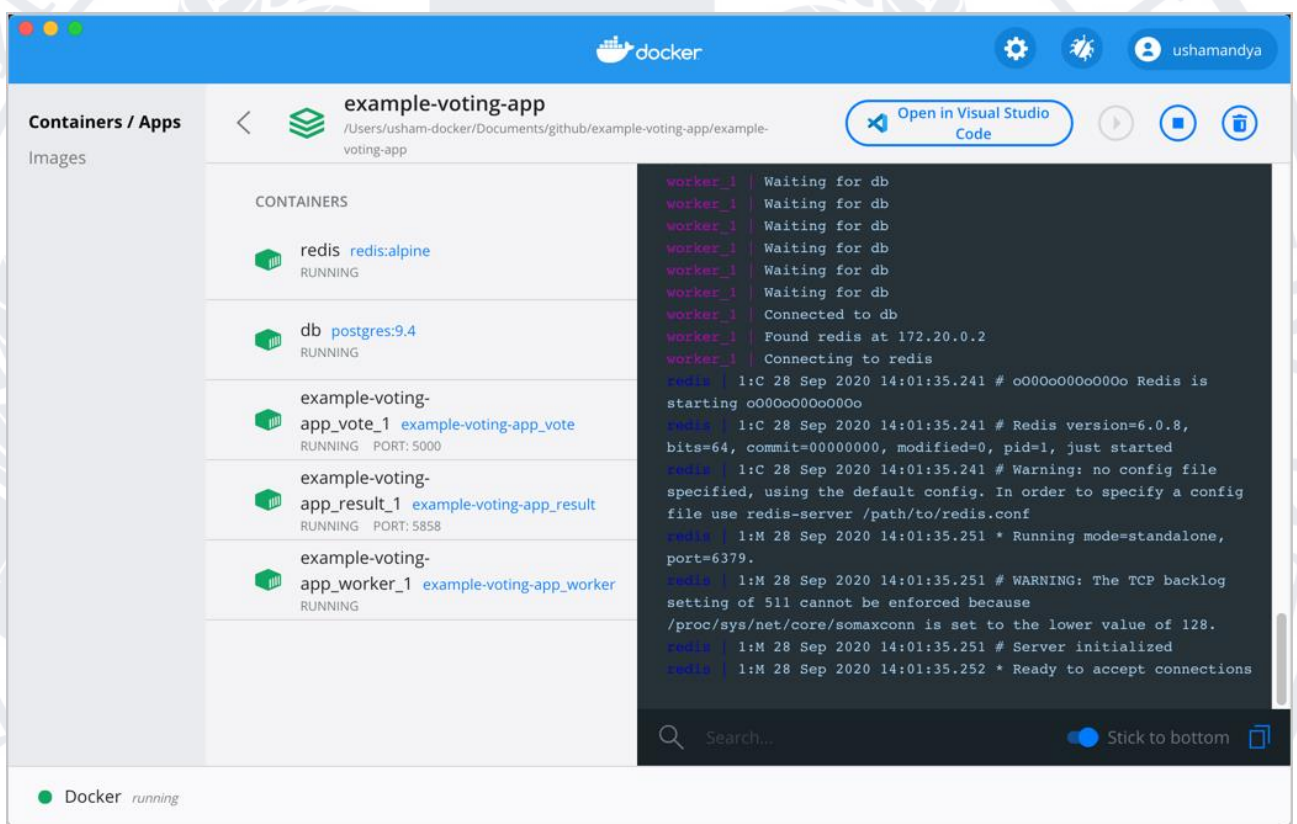 docker
ushamandya
Containers / Apps
Images
example-voting-app
/Users/usham-docker/Documents/github/example-voting-app/example-
voting-app
Open in Visual Studio
Code
CONTAINERS
redis redis:alpine
RUNNING
db postgres:9.4
RUNNING
example-voting-
app_vote_1 example-voting-app_vote
RUNNING PORT: 5000
example-voting-
app_result_1 example-voting-app_result
RUNNING PORT: 5858
example-voting-
app_worker_1 example-voting-app_worker
RUNNING
worker_1 | Waiting for db
worker_1 | Waiting for db
worker_1 | Waiting for db
worker_1 | Waiting for db
worker_1 | Waiting for db
worker_1 | Waiting for db
worker_1 | Connected to db
worker_1 | Found redis at 172.20.0.2
worker_1 | Connecting to redis
redis | 1:C 28 Sep 2020 14:01:35.241 # oO0OoO0OoO0Oo Redis is
starting oO0OoO0OoO0Oo
redis | 1:C 28 Sep 2020 14:01:35.241 # Redis version=6.0.8,
bits=64, commit=00000000, modified=0, pid=1, just started
redis | 1:C 28 Sep 2020 14:01:35.241 # Warning: no config file
specified, using the default config. In order to specify a config
file use redis-server /path/to/redis.conf
redis | 1:M 28 Sep 2020 14:01:35.251 * Running mode=standalone,
port=6379.
redis | 1:M 28 Sep 2020 14:01:35.251 # WARNING: The TCP backlog
setting of 511 cannot be enforced because
/proc/sys/net/core/somaxconn is set to the lower value of 128.
redis | 1:M 28 Sep 2020 14:01:35.251 # Server initialized
redis | 1:M 28 Sep 2020 14:01:35.252 * Ready to accept connections
Search...
Stick to bottom
Docker running